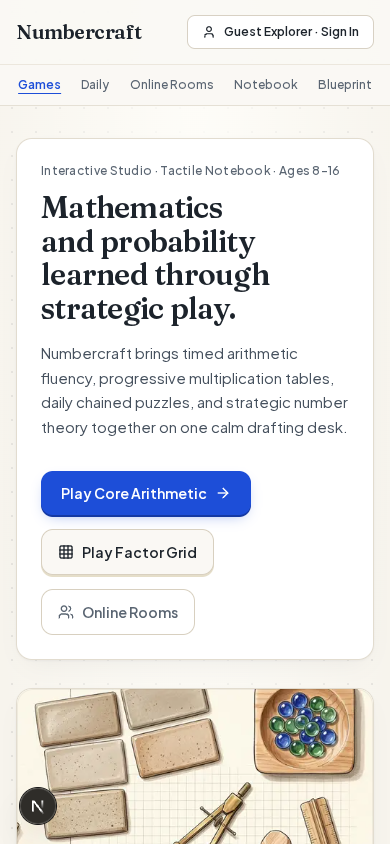 Numbercraft
Guest Explorer · Sign In
Games Daily Online Rooms Notebook Blueprint
Interactive Studio · Tactile Notebook · Ages 8–16
Mathematics
and probability
learned through
strategic play.
Numbercraft brings timed arithmetic
fluency, progressive multiplication tables,
daily chained puzzles, and strategic number
theory together on one calm drafting desk.
Play Core Arithmetic →
Play Factor Grid
Online Rooms
N